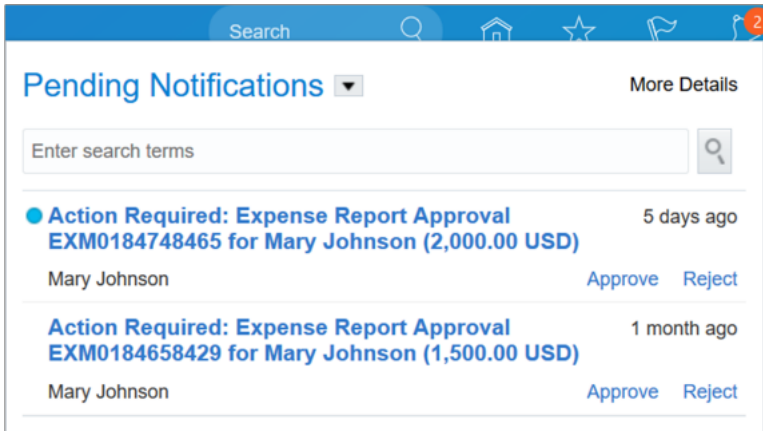 Search
2
Pending Notifications
More Details
Enter search terms
Action Required: Expense Report Approval
5 days ago
EXM0184748465 for Mary Johnson (2,000.00 USD)
Mary Johnson
Approve Reject
Action Required: Expense Report Approval
1 month ago
EXM0184658429 for Mary Johnson (1,500.00 USD)
Mary Johnson
Approve Reject